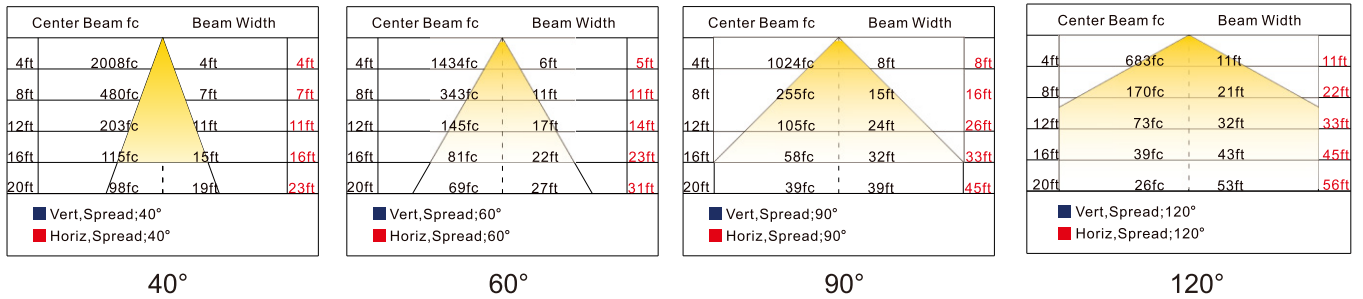 Center Beam fc Beam Width
4ft 2008fc 4ft 4ft
8ft 480fc 7ft 7ft
12ft 203fc 11ft 11ft
16ft 115fc 15ft 16ft
20ft 98fc 19ft 23ft
Vert,Spread;40°
Horiz,Spread;40°
40°
Center Beam fc Beam Width
4ft 1434fc 6ft 5ft
8ft 343fc 11ft 11ft
12ft 145fc 17ft 14ft
16ft 81fc 22ft 23ft
20ft 69fc 27ft 31ft
Vert,Spread;60°
Horiz,Spread;60°
60°
Center Beam fc Beam Width
4ft 1024fc 8ft 8ft
8ft 255fc 15ft 16ft
12ft 105fc 24ft 26ft
16ft 58fc 32ft 33ft
20ft 39fc 39ft 45ft
Vert,Spread;90°
Horiz,Spread;90°
90°
Center Beam fc Beam Width
4ft 683fc 11ft 11ft
8ft 170fc 21ft 22ft
12ft 73fc 32ft 33ft
16ft 39fc 43ft 45ft
20ft 26fc 53ft 56ft
Vert,Spread;120°
Horiz,Spread;120°
120°